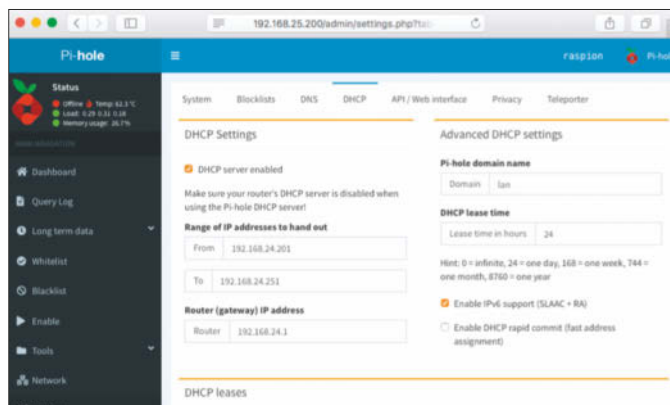 192.168.25.200/admin/settings.php?ta
Pi-hole
raspion
Pi-hol
Status
Offline Temp: 62.3 °C
Load: 0.29 0.31 0.18
Memory usage: 26.7%
MAIN NAVIGATION
Dashboard
Query Log
Long term data
Whitelist
Blacklist
Enable
Tools
Network
System Blocklists DNS DHCP API / Web interface Privacy Teleporter
DHCP Settings
DHCP server enabled
Make sure your router's DHCP server is disabled when
using the Pi-hole DHCP server!
Range of IP addresses to hand out
From 192.168.24.201
To 192.168.24.251
Router (gateway) IP address
Router 192.168.24.1
Advanced DHCP settings
Pi-hole domain name
Domain lan
DHCP lease time
Lease time in hours 24
Hint: 0 = infinite, 24 = one day, 168 = one week, 744 =
one month, 8760 = one year
Enable IPv6 support (SLAAC + RA)
Enable DHCP rapid commit (fast address
assignment)
DHCP leases